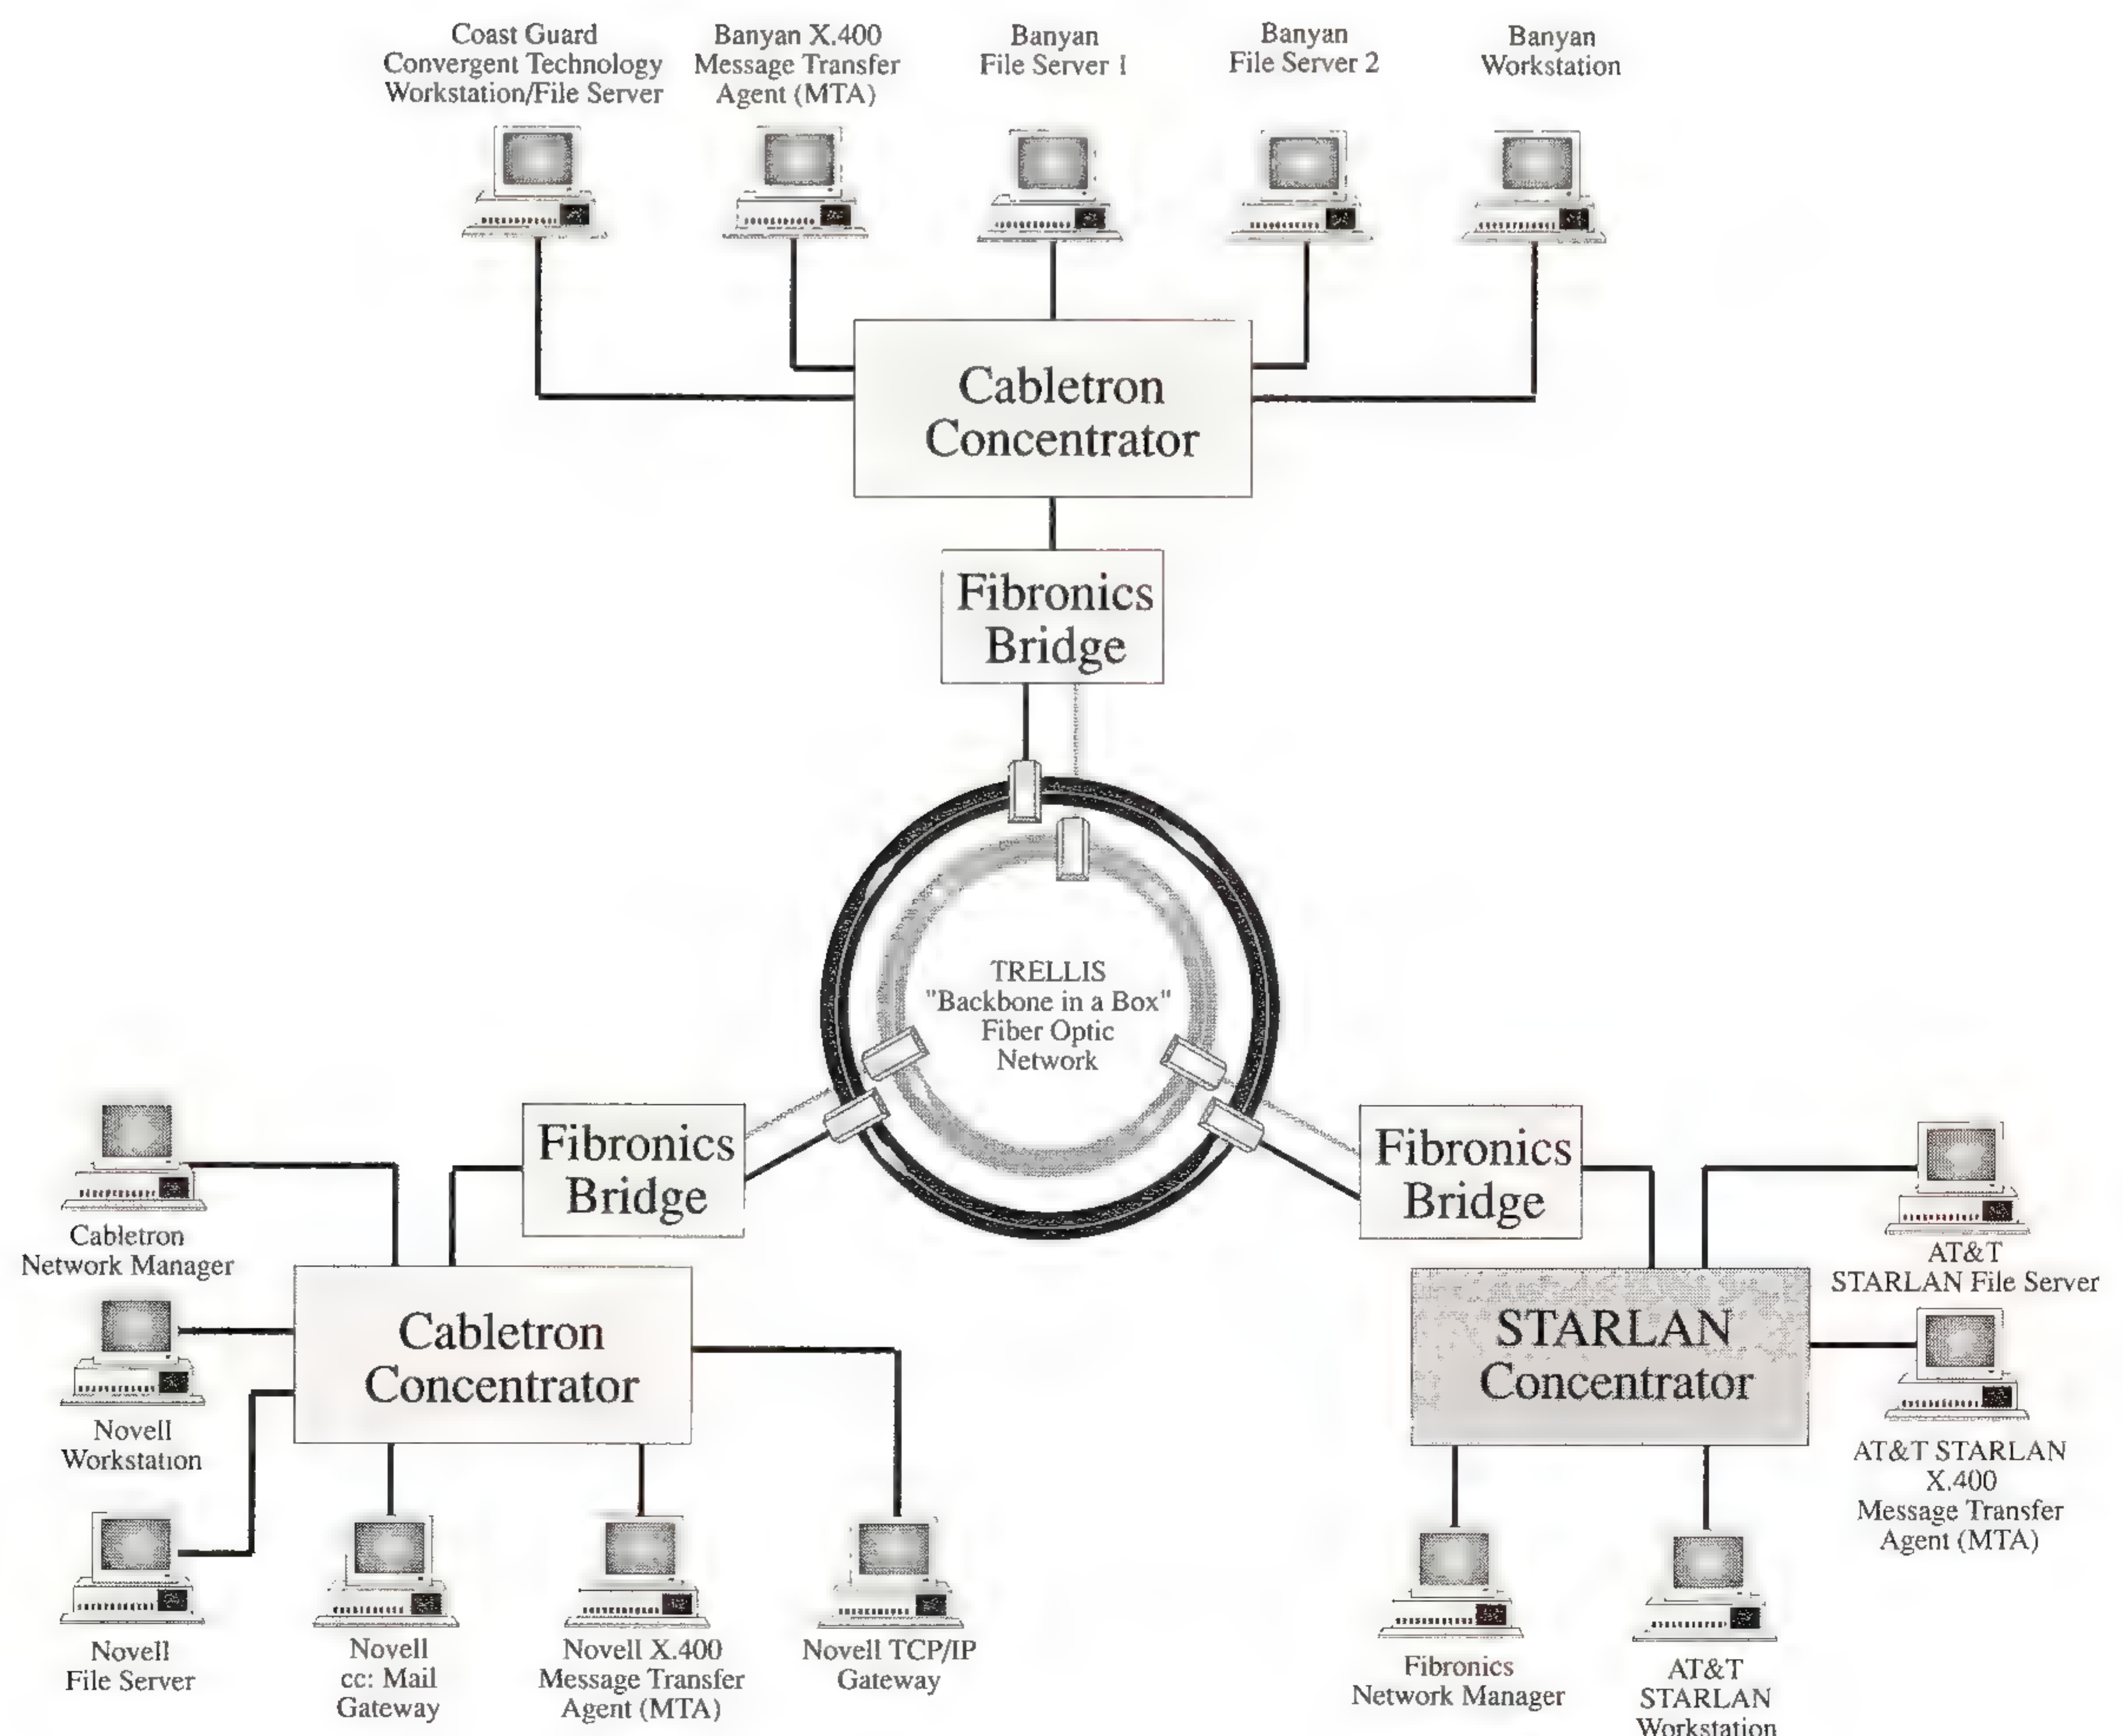 Coast Guard
Convergent Technology
Workstation/File Server
Banyan X.400
Message Transfer
Agent (MTA)
Banyan
File Server 1
Banyan
File Server 2
Banyan
Workstation
Cabletron
Concentrator
Fibronics
Bridge
TRELLIS
"Backbone in a Box"
Fiber Optic
Network
Fibronics
Bridge
Fibronics
Bridge
Cabletron
Network Manager
Cabletron
Concentrator
Novell
Workstation
Novell
File Server
Novell
cc: Mail
Gateway
Novell X.400
Message Transfer
Agent (MTA)
Novell TCP/IP
Gateway
AT&T
STARLAN File Server
STARLAN
Concentrator
AT&T STARLAN
X.400
Message Transfer
Agent (MTA)
Fibronics
Network Manager
AT&T
STARLAN
Workstation